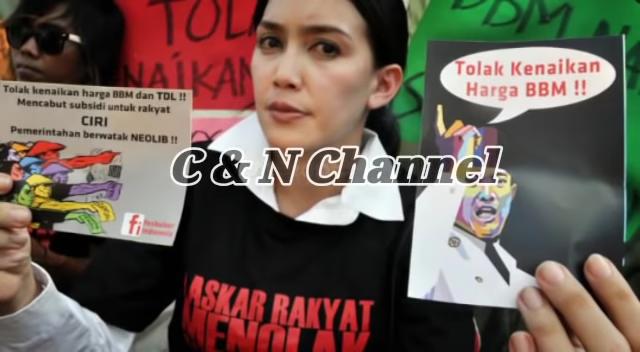 TOL
NAIKAN
TOLAK
BBM N
Tolak kenaikan harga BBM dan TDL !!
Mencabut subsidi untuk rakyat
CIRI
Pemerintahan berwatak NEOLIB !!
Tolak Kenaikan
Harga BBM !!
C & N Channel
LASKAR RAKYAT
MENOLAK